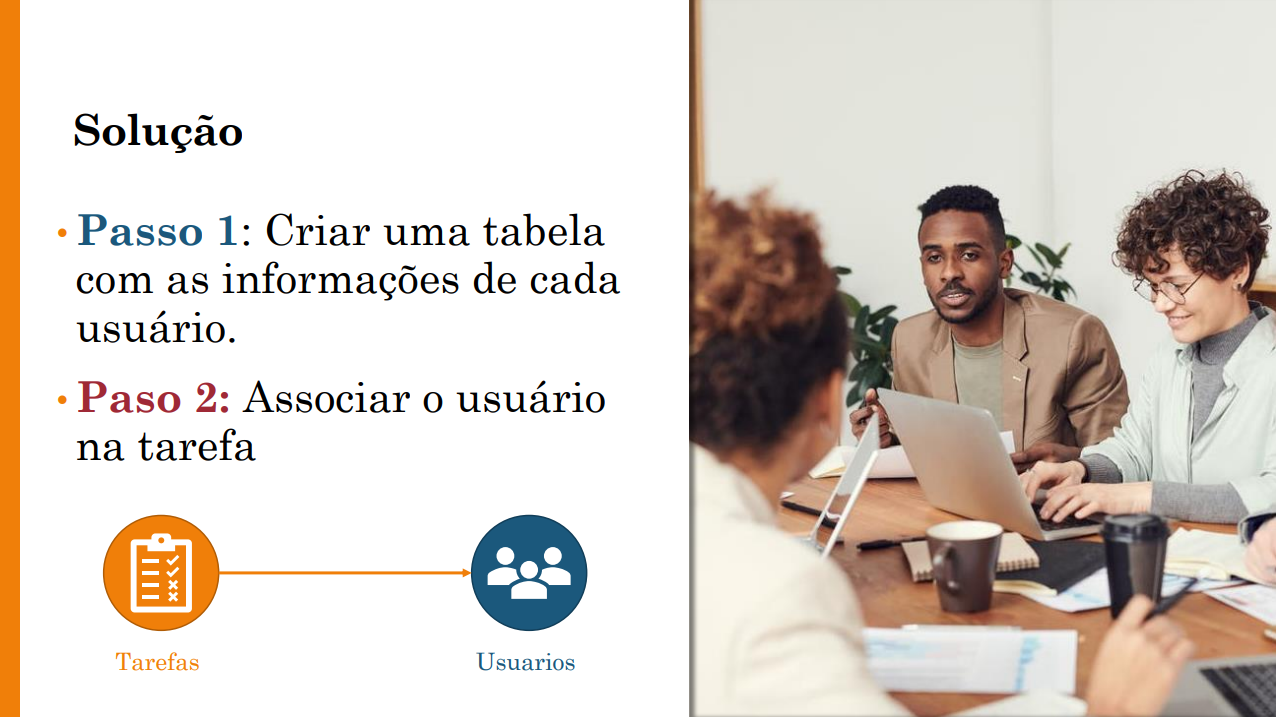 Solução
• Passo 1: Criar uma tabela
com as informações de cada
usuário.
• Paso 2: Associar o usuário
na tarefa
Tarefas
Usuarios